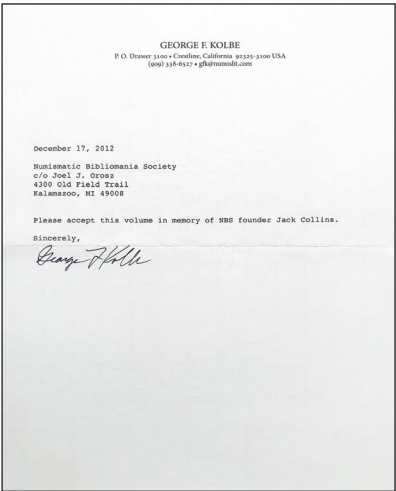 GEORGE F. KOLBE
P. O. Drawer 3100 • Crestline, California 92325-3100 USA
(909) 338-6527 • gfk@numislit.com
December 17, 2012
Numismatic Bibliomania Society
c/o Joel J. Orosz
4300 Old Field Trail
Kalamazoo, MI 49008
Please accept this volume in memory of NBS founder Jack Collins.
Sincerely,
George F Kolbe